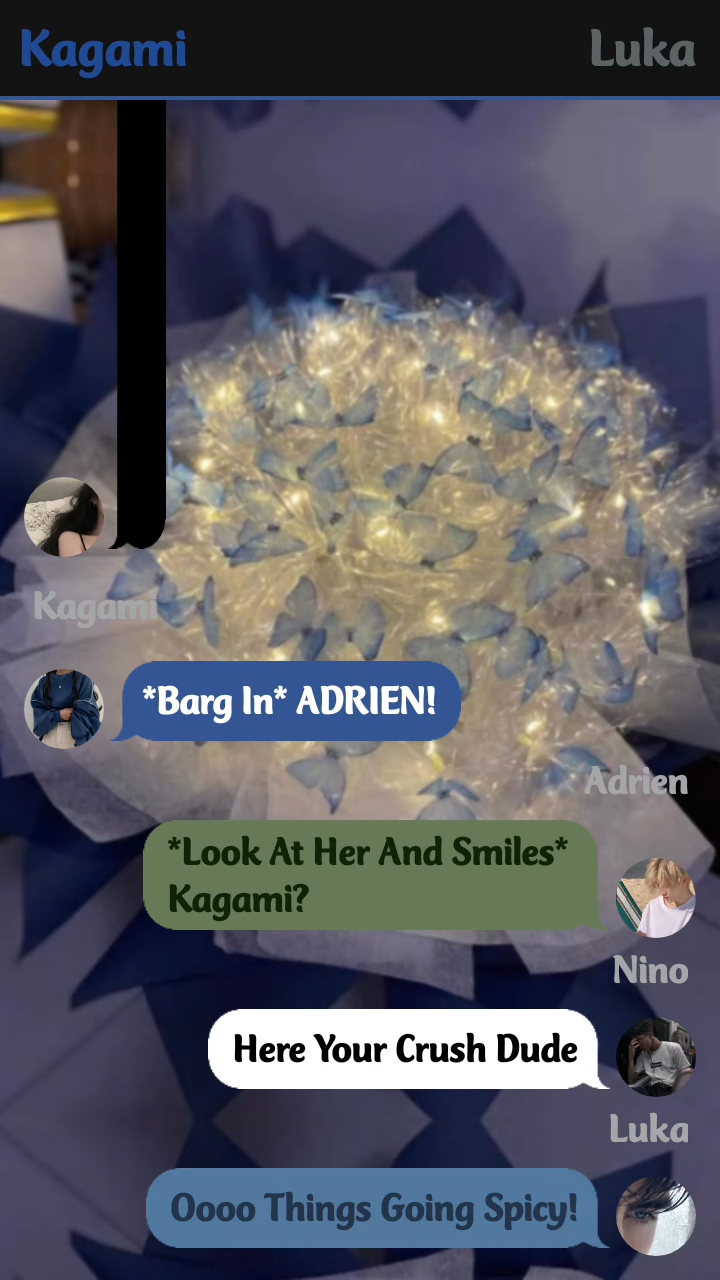 Kagami
Luka
Kagami
*Barg In* ADRIEN!
Adrien
*Look At Her And Smiles*
Kagami?
Nino
Here Your Crush Dude
Luka
Oooo Things Going Spicy!